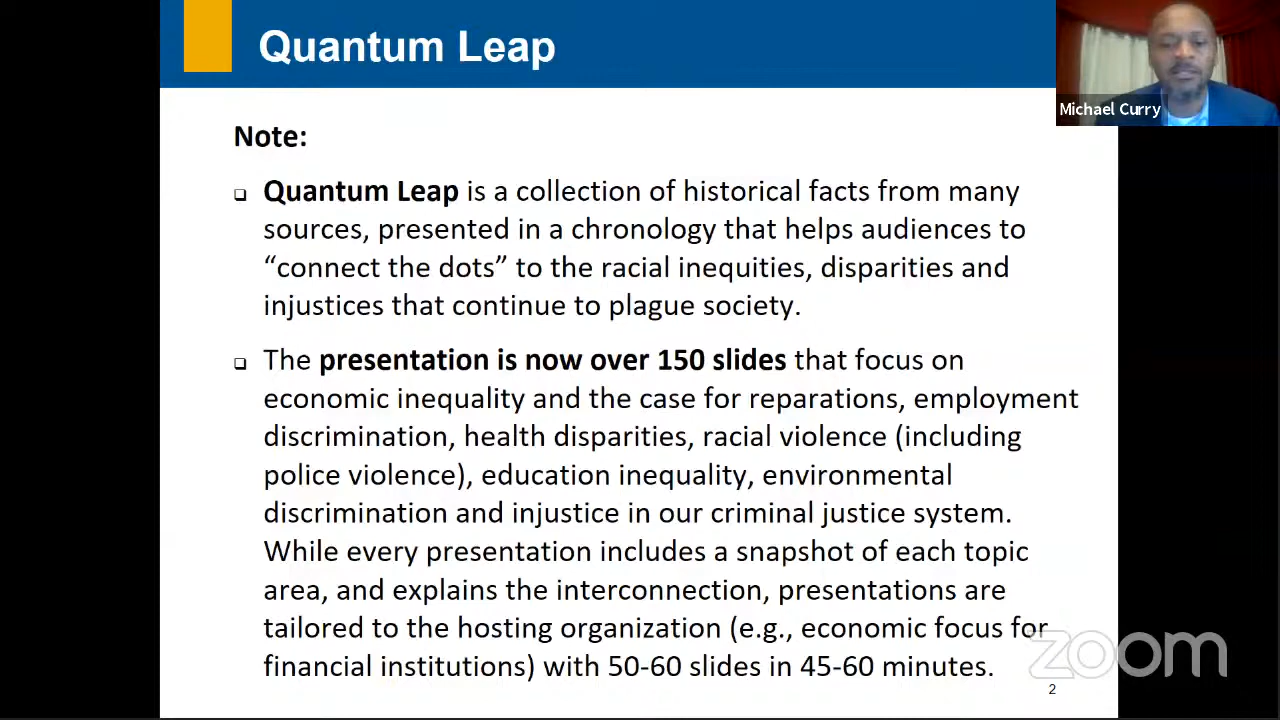 Quantum Leap
Michael Curry
Note:
❑ Quantum Leap is a collection of historical facts from many
sources, presented in a chronology that helps audiences to
“connect the dots” to the racial inequities, disparities and
injustices that continue to plague society.
❑ The presentation is now over 150 slides that focus on
economic inequality and the case for reparations, employment
discrimination, health disparities, racial violence (including
police violence), education inequality, environmental
discrimination and injustice in our criminal justice system.
While every presentation includes a snapshot of each topic
area, and explains the interconnection, presentations are
tailored to the hosting organization (e.g., economic focus for
financial institutions) with 50-60 slides in 45-60 minutes.
zoom
2